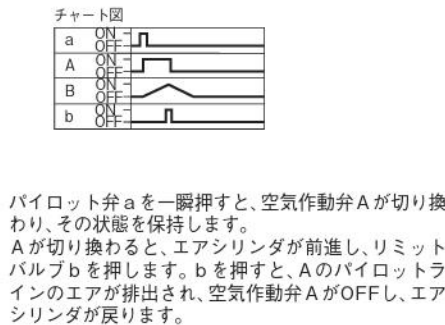 チャート図
a ON OFF
A ON OFF
B ON OFF
b ON OFF
パイロット弁aを一瞬押すと、空気作動弁Aが切り換
わり、その状態を保持します。
Aが切り換わると、エアシリンダが前進し、リミット
バルブbを押します。bを押すと、Aのパイロットラ
インのエアが排出され、空気作動弁AがOFFし、エア
シリンダが戻ります。